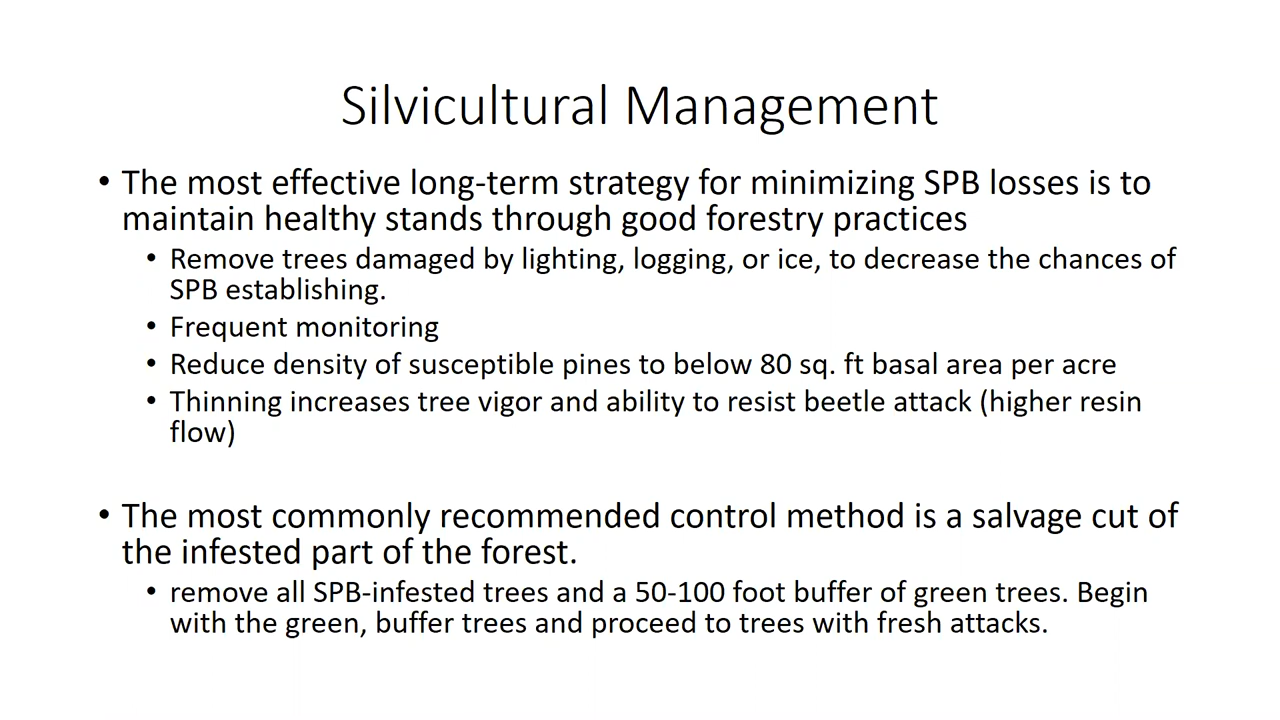 Silvicultural Management
• The most effective long-term strategy for minimizing SPB losses is to
maintain healthy stands through good forestry practices
• Remove trees damaged by lighting, logging, or ice, to decrease the chances of
SPB establishing.
• Frequent monitoring
• Reduce density of susceptible pines to below 80 sq. ft basal area per acre
• Thinning increases tree vigor and ability to resist beetle attack (higher resin
flow)
• The most commonly recommended control method is a salvage cut of
the infested part of the forest.
• remove all SPB-infested trees and a 50-100 foot buffer of green trees. Begin
with the green, buffer trees and proceed to trees with fresh attacks.